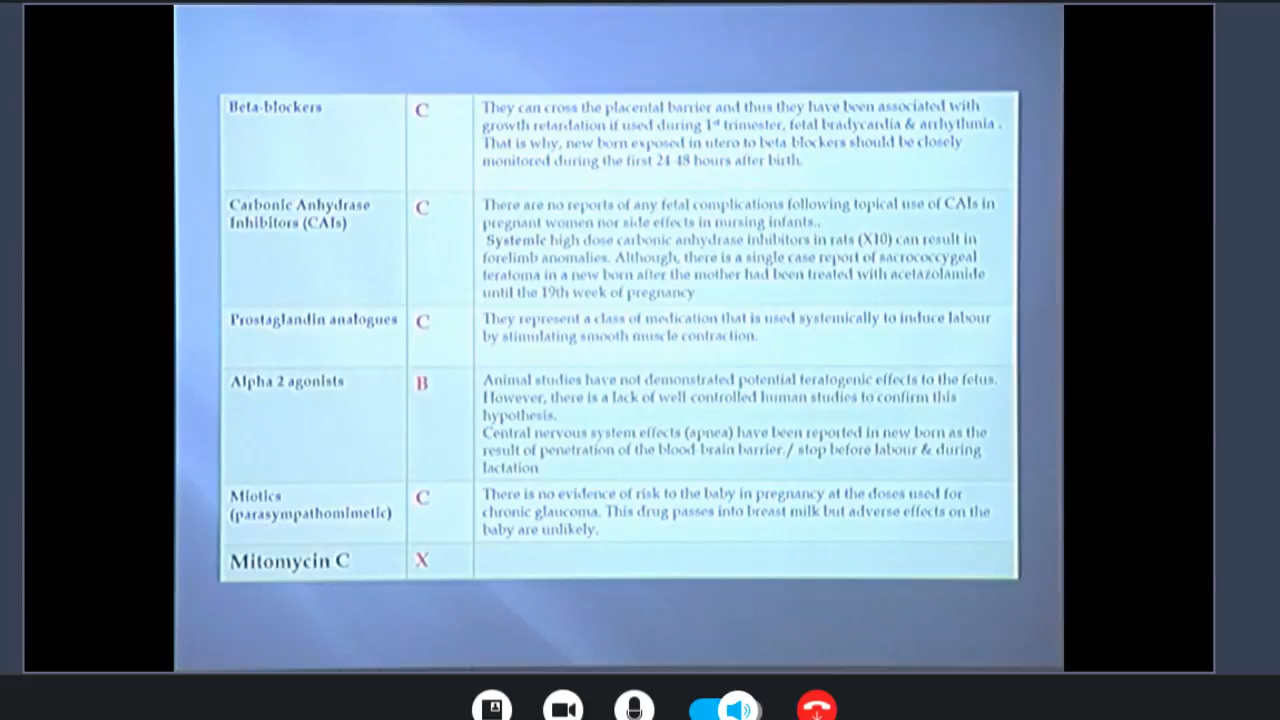 Beta-blockers
C
They can cross the placental barrier and thus they have been associated with
growth retardation if used during 1st trimester, fetal bradycardia & arrhythmia .
That is why, new born exposed in utero to beta blockers should be closely
monitored during the first 24-48 hours after birth.
Carbonic Anhydrase
Inhibitors (CAIs)
C
There are no reports of any fetal complications following topical use of CAIs in
pregnant women nor side effects in nursing infants..
Systemic high dose carbonic anhydrase inhibitors in rats (X10) can result in
forelimb anomalies. Although, there is a single case report of sacrococcygeal
teratoma in a new born after the mother had been treated with acetazolamide
until the 19th week of pregnancy
Prostaglandin analogues
C
They represent a class of medication that is used systemically to induce labour
by stimulating smooth muscle contraction.
Alpha 2 agonists
B
Animal studies have not demonstrated potential teratogenic effects to the fetus.
However, there is a lack of well-controlled human studies to confirm this
hypothesis.
Central nervous system effects (apnea) have been reported in new born as the
result of penetration of the blood brain barrier./ stop before labour & during
lactation
Miotics
(parasympathomimetic)
C
There is no evidence of risk to the baby in pregnancy at the doses used for
chronic glaucoma. This drug passes into breast milk but adverse effects on the
baby are unlikely.
Mitomycin C
X